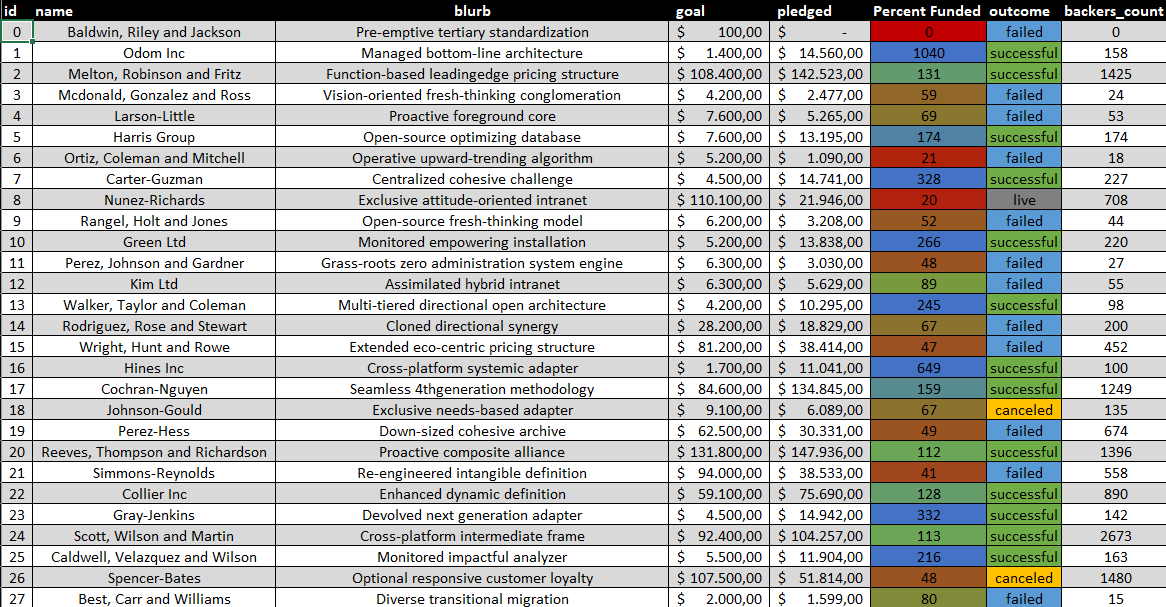 id name blurb goal pledged Percent Funded outcome backers_count
0 Baldwin, Riley and Jackson Pre-emptive tertiary standardization $ 100,00 $ - 0 failed 0
1 Odom Inc Managed bottom-line architecture $ 1.400,00 $ 14.560,00 1040 successful 158
2 Melton, Robinson and Fritz Function-based leadingedge pricing structure $ 108.400,00 $ 142.523,00 131 successful 1425
3 Mcdonald, Gonzalez and Ross Vision-oriented fresh-thinking conglomeration $ 4.200,00 $ 2.477,00 59 failed 24
4 Larson-Little Proactive foreground core $ 7.600,00 $ 5.265,00 69 failed 53
5 Harris Group Open-source optimizing database $ 7.600,00 $ 13.195,00 174 successful 174
6 Ortiz, Coleman and Mitchell Operative upward-trending algorithm $ 5.200,00 $ 1.090,00 21 failed 18
7 Carter-Guzman Centralized cohesive challenge $ 4.500,00 $ 14.741,00 328 successful 227
8 Nunez-Richards Exclusive attitude-oriented intranet $ 110.100,00 $ 21.946,00 20 live 708
9 Rangel, Holt and Jones Open-source fresh-thinking model $ 6.200,00 $ 3.208,00 52 failed 44
10 Green Ltd Monitored empowering installation $ 5.200,00 $ 13.838,00 266 successful 220
11 Perez, Johnson and Gardner Grass-roots zero administration system engine $ 6.300,00 $ 3.030,00 48 failed 27
12 Kim Ltd Assimilated hybrid intranet $ 6.300,00 $ 5.629,00 89 failed 55
13 Walker, Taylor and Coleman Multi-tiered directional open architecture $ 4.200,00 $ 10.295,00 245 successful 98
14 Rodriguez, Rose and Stewart Cloned directional synergy $ 28.200,00 $ 18.829,00 67 failed 200
15 Wright, Hunt and Rowe Extended eco-centric pricing structure $ 81.200,00 $ 38.414,00 47 failed 452
16 Hines Inc Cross-platform systemic adapter $ 1.700,00 $ 11.041,00 649 successful 100
17 Cochran-Nguyen Seamless 4thgeneration methodology $ 84.600,00 $ 134.845,00 159 successful 1249
18 Johnson-Gould Exclusive needs-based adapter $ 9.100,00 $ 6.089,00 67 canceled 135
19 Perez-Hess Down-sized cohesive archive $ 62.500,00 $ 30.331,00 49 failed 674
20 Reeves, Thompson and Richardson Proactive composite alliance $ 131.800,00 $ 147.936,00 112 successful 1396
21 Simmons-Reynolds Re-engineered intangible definition $ 94.000,00 $ 38.533,00 41 failed 558
22 Collier Inc Enhanced dynamic definition $ 59.100,00 $ 75.690,00 128 successful 890
23 Gray-Jenkins Devolved next generation adapter $ 4.500,00 $ 14.942,00 332 successful 142
24 Scott, Wilson and Martin Cross-platform intermediate frame $ 92.400,00 $ 104.257,00 113 successful 2673
25 Caldwell, Velazquez and Wilson Monitored impactful analyzer $ 5.500,00 $ 11.904,00 216 successful 163
26 Spencer-Bates Optional responsive customer loyalty $ 107.500,00 $ 51.814,00 48 canceled 1480
27 Best, Carr and Williams Diverse transitional migration $ 2.000,00 $ 1.599,00 80 failed 15